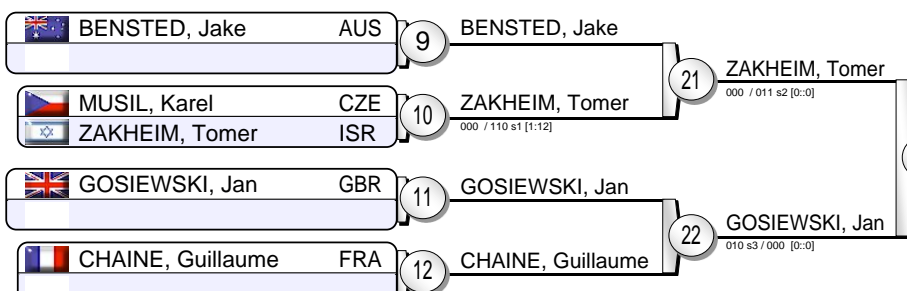 BENSTED, Jake AUS
9
BENSTED, Jake
21
ZAKHEIM, Tomer
000 / 011 s2 [0::0]
MUSIL, Karel CZE
ZAKHEIM, Tomer ISR
10
ZAKHEIM, Tomer
000 / 110 s1 [1:12]
GOSIEWSKI, Jan GBR
11
GOSIEWSKI, Jan
22
GOSIEWSKI, Jan
010 s3 / 000 [0::0]
CHAINE, Guillaume FRA
12
CHAINE, Guillaume